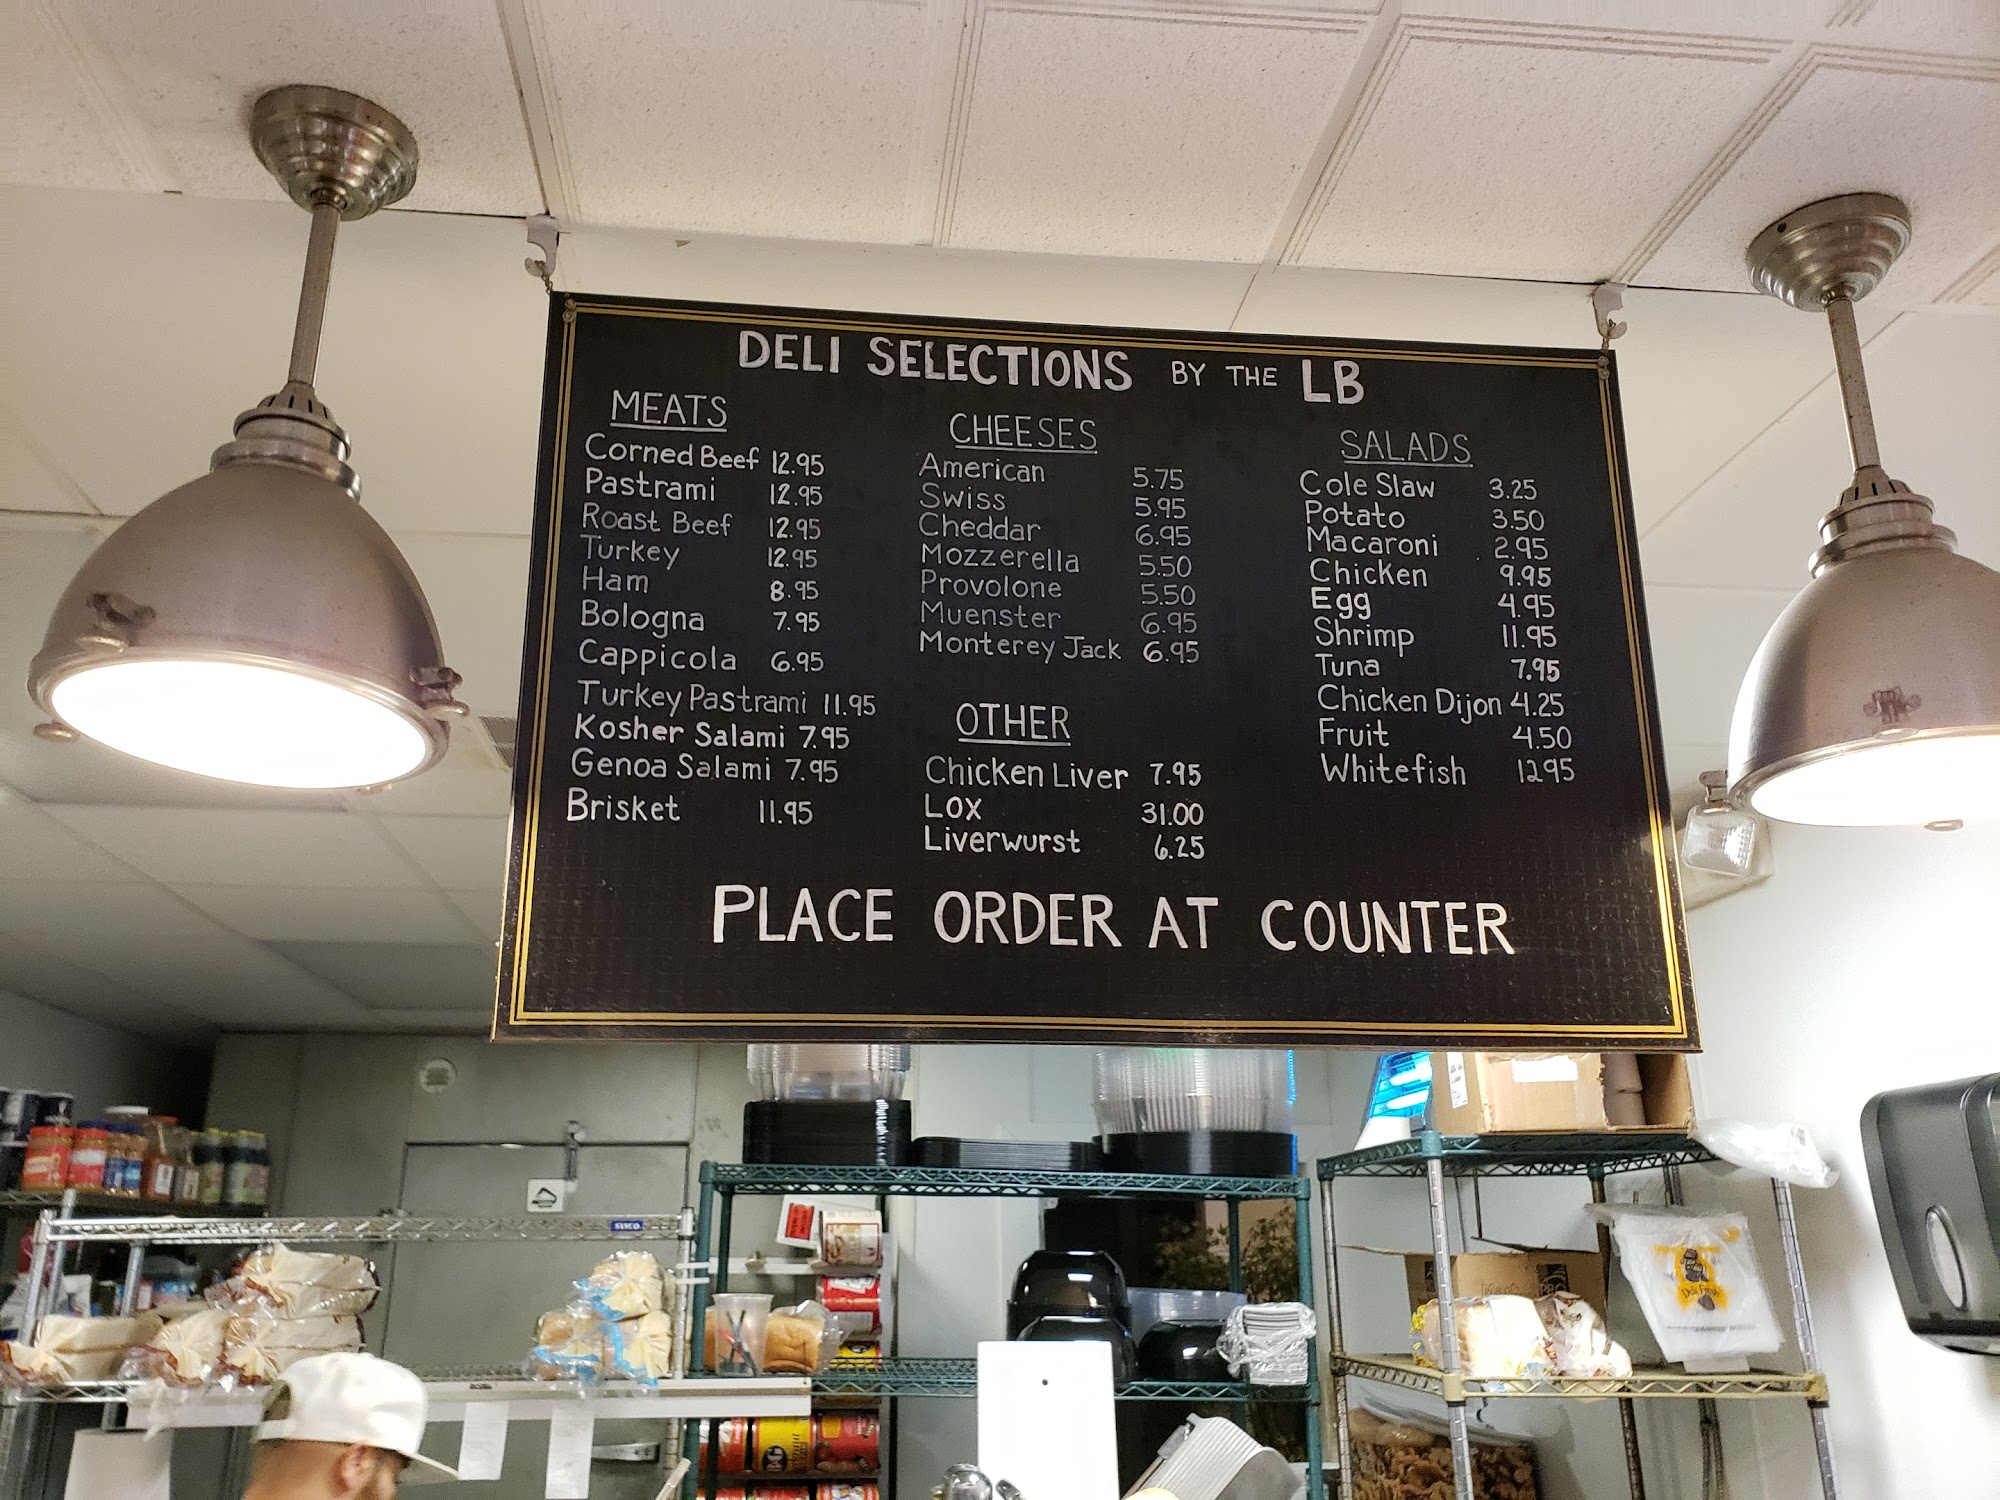 DELI SELECTIONS BY THE LB
MEATS
Corned Beef 12.95
Pastrami 12.95
Roast Beef 12.95
Turkey 12.95
Ham 8.95
Bologna 7.95
Cappicola 6.95
Turkey Pastrami 11.95
Kosher Salami 7.95
Genoa Salami 7.95
Brisket 11.95
CHEESES
American 5.75
Swiss 5.95
Cheddar 6.95
Mozzerella 5.50
Provolone 5.50
Muenster 6.95
Monterey Jack 6.95
OTHER
Chicken Liver 7.95
Lox 31.00
Liverwurst 6.25
SALADS
Cole Slaw 3.25
Potato 3.50
Macaroni 2.95
Chicken 9.95
Egg 4.95
Shrimp 11.95
Tuna 7.95
Chicken Dijon 4.25
Fruit 4.50
Whitefish 1295
PLACE ORDER AT COUNTER
SYSCO
Deli Fresh